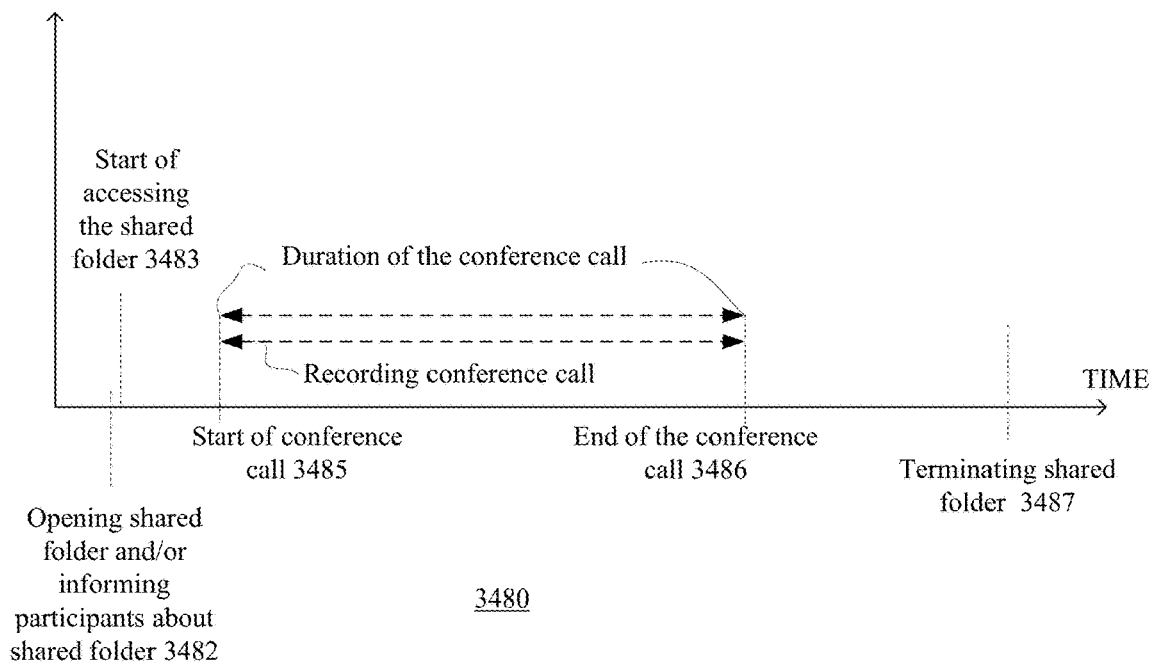 Start of
accessing
the shared
folder 3483
Duration of the conference call
Recording conference call
TIME
Start of conference
call 3485
End of the conference
call 3486
Terminating shared
folder 3487
Opening shared
folder and/or
informing
participants about
shared folder 3482
3480